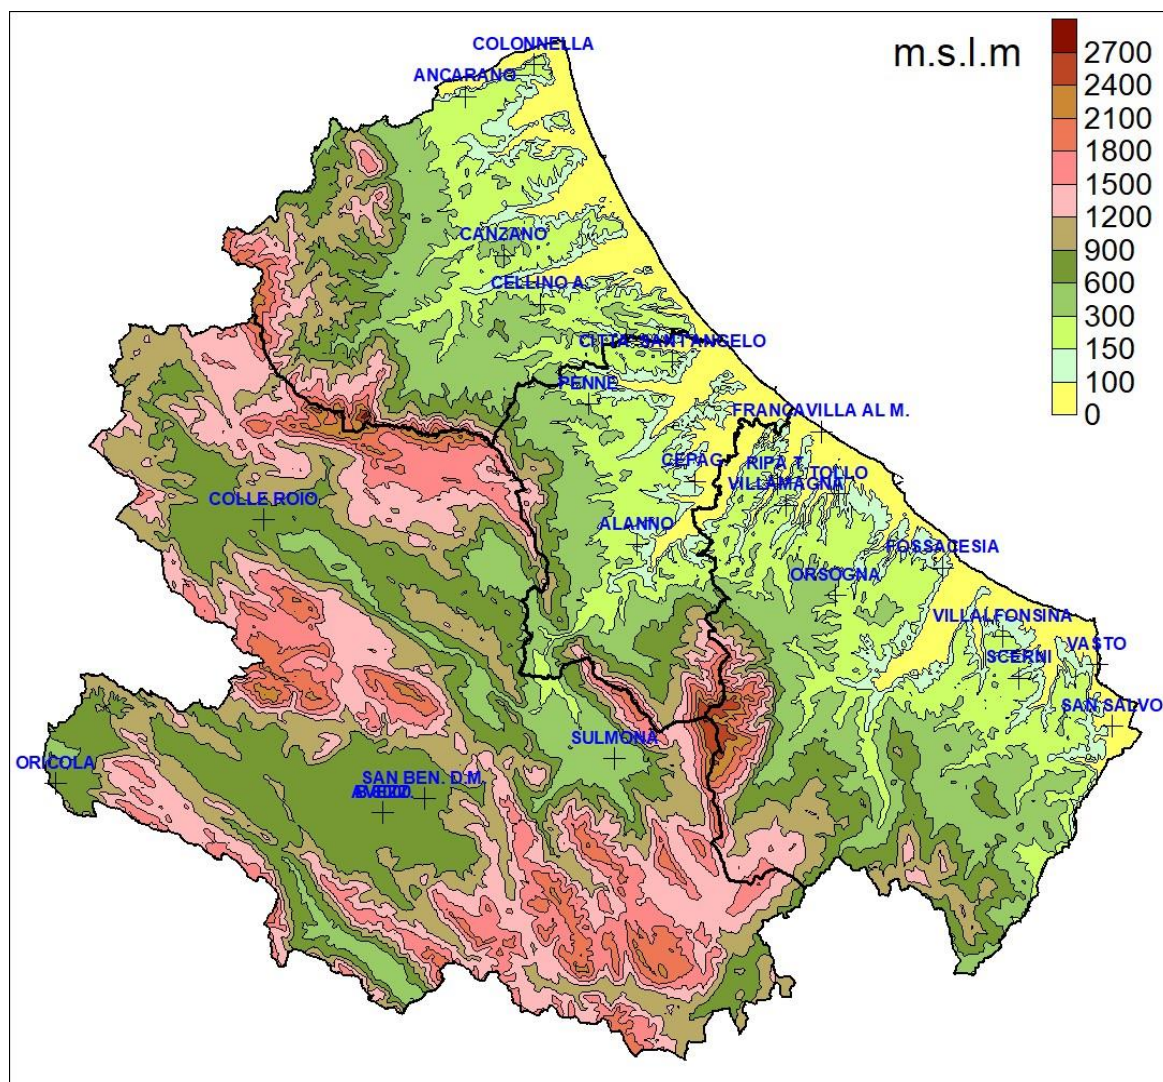 COLONNELLA
ANCARANO
m.s.l.m
2700
2400
2100
1800
1500
1200
900
600
300
150
100
0
CANZANO
CELLINO A.
CITTA' SANT'ANGELO
PENNE
FRANCAVILLA AL M.
CEPAG.
RIPA T.
TOLLO
VILLAMAGNA
COLLE ROIO
ALANNO
FOSSACESIA
ORSOGNA
VILLALFONSINA
SCERNI
VASTO
SAN SALVO
SULMONA
ORICOLA
SAN BEN. D.M.